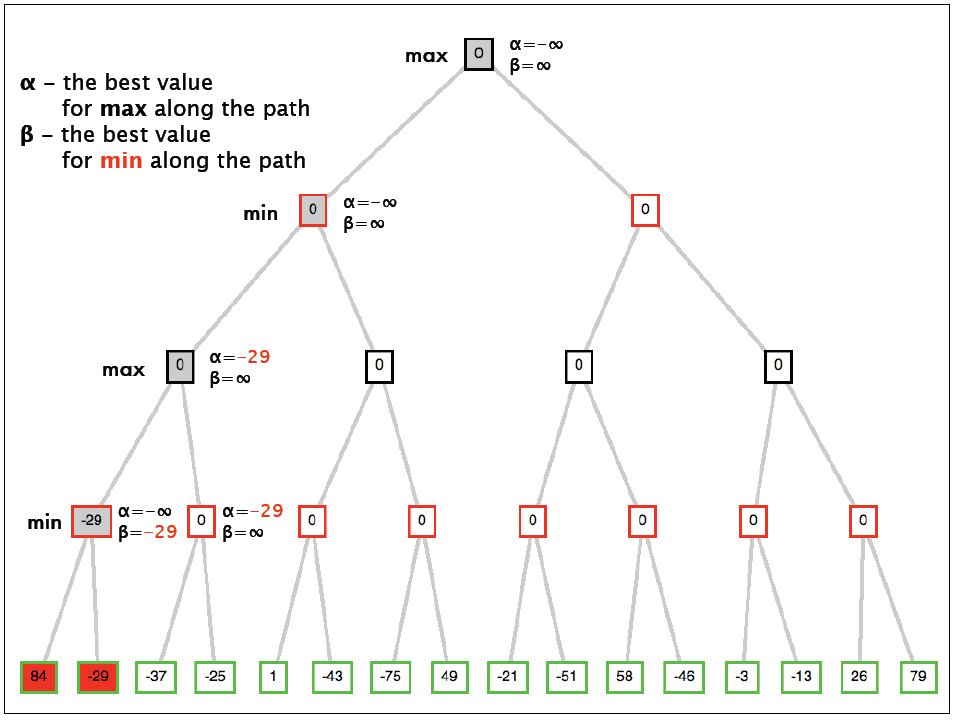 max 0 α=-∞
β=∞
α - the best value
for max along the path
β - the best value
for min along the path
min 0 α=-∞ 0
β=∞
max 0 α=-29 0 0 0
β=∞
min -29 α=-∞ 0 α=-29 0 0 0 0 0 0
β=-29 β=∞
84 -29 -37 -25 1 -43 -75 49 -21 -51 58 -46 -3 -13 26 79